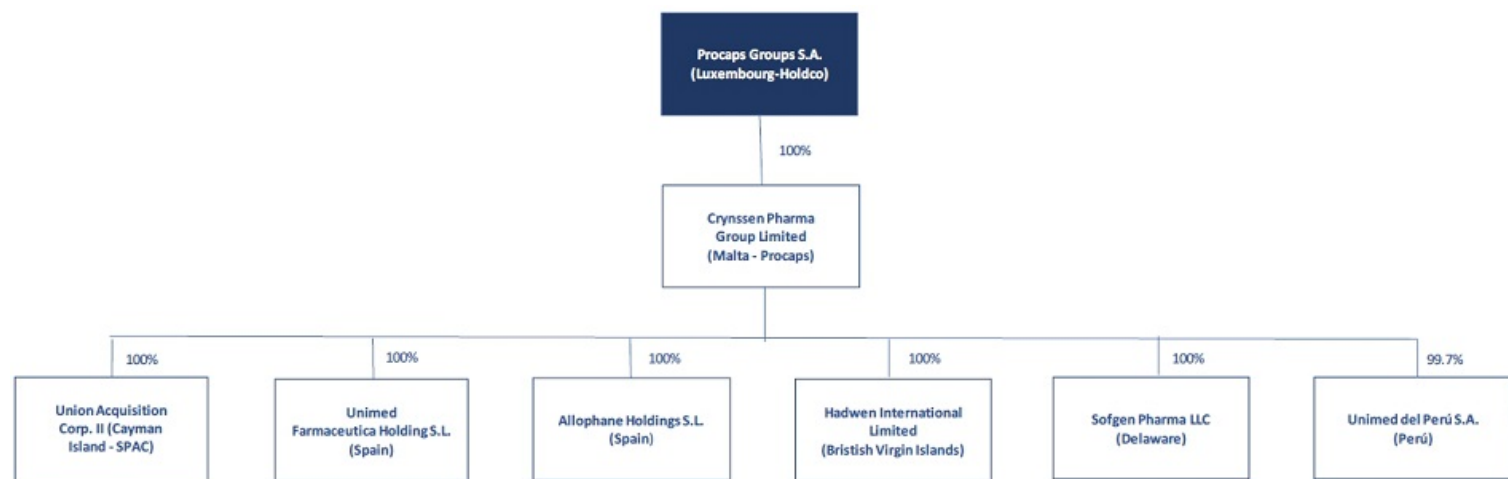 Procaps Groups S.A.
(Luxembourg-Holdco)
100%
Crynssen Pharma
Group Limited
(Malta - Procaps)
100%
100%
100%
100%
100%
99.7%
Union Acquisition
Corp. II (Cayman
Island - SPAC)
Unimed
Farmaceutica Holding S.L.
(Spain)
Allophane Holdings S.L.
(Spain)
Hadwen International
Limited
(Bristish Virgin Islands)
Sofgen Pharma LLC
(Delaware)
Unimed del Perú S.A.
(Perú)